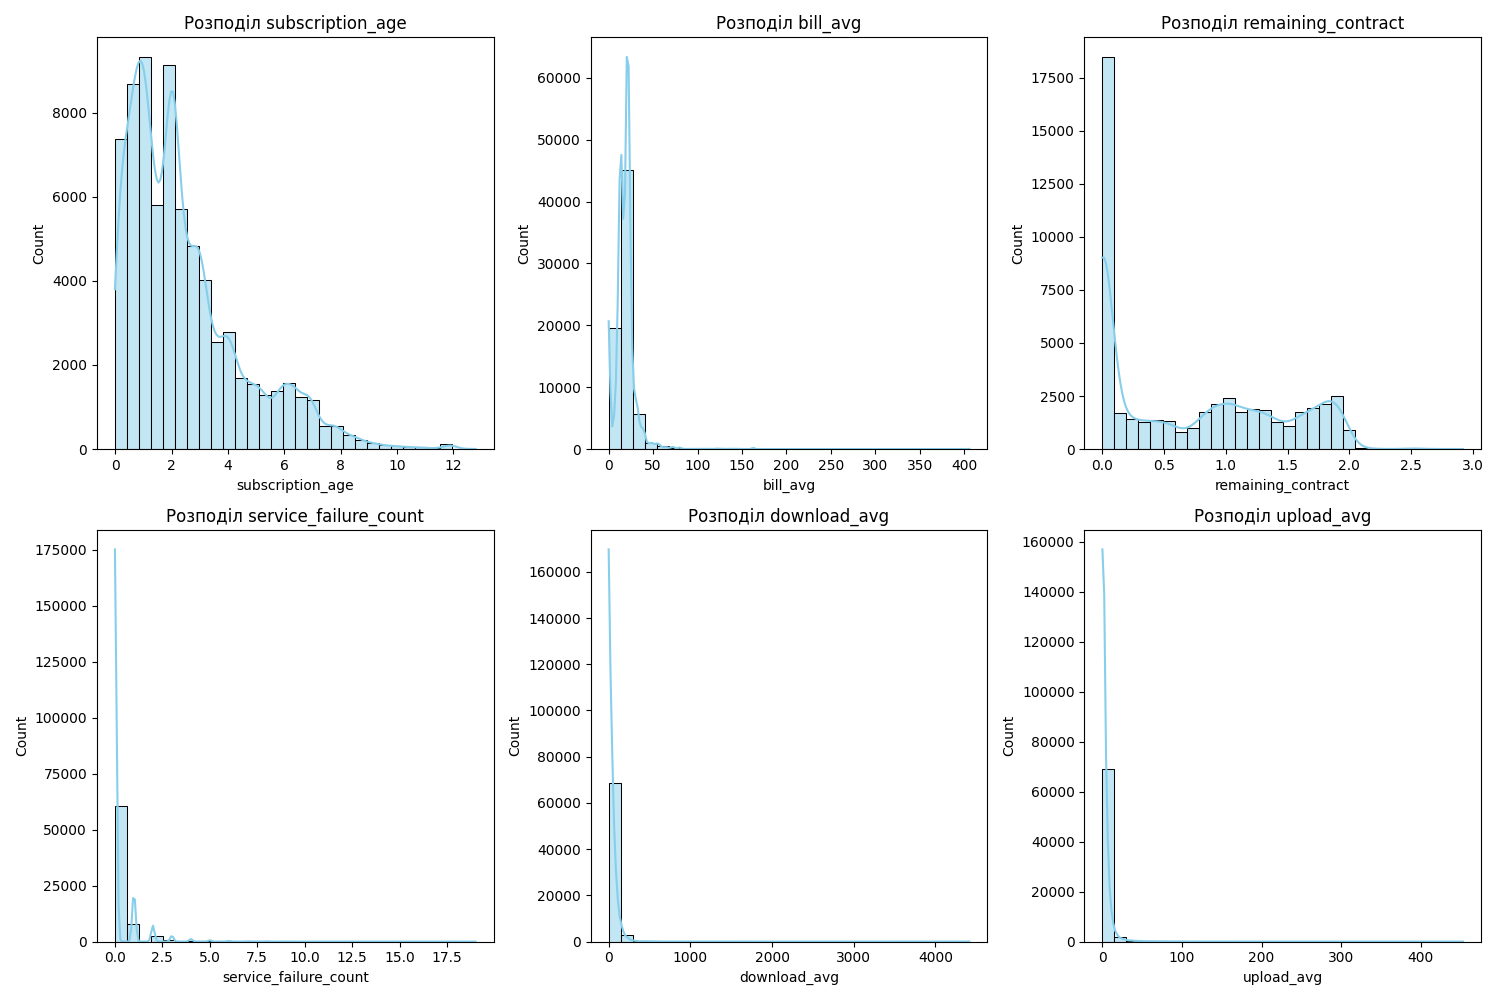 Розподіл subscription_age
Count
8000
6000
4000
2000
0
0 2 4 6 8 10 12
subscription_age
Розподіл bill_avg
Count
60000
50000
40000
30000
20000
10000
0
0 50 100 150 200 250 300 350 400
bill_avg
Розподіл remaining_contract
Count
17500
15000
12500
10000
7500
5000
2500
0
0.0 0.5 1.0 1.5 2.0 2.5 3.0
remaining_contract
Розподіл service_failure_count
Count
175000
150000
125000
100000
75000
50000
25000
0
0.0 2.5 5.0 7.5 10.0 12.5 15.0 17.5
service_failure_count
Розподіл download_avg
Count
160000
140000
120000
100000
80000
60000
40000
20000
0
0 1000 2000 3000 4000
download_avg
Розподіл upload_avg
Count
160000
140000
120000
100000
80000
60000
40000
20000
0
0 100 200 300 400
upload_avg